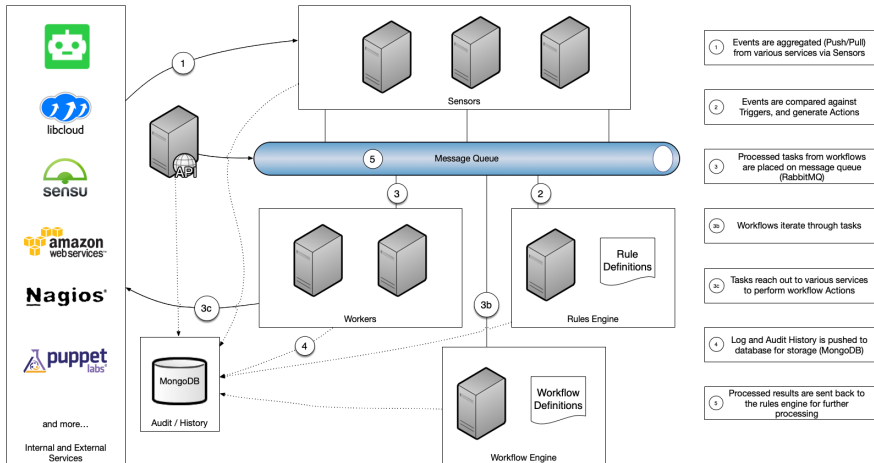 libcloud
sensu
amazon
webservices™
Nagios®
puppet
labs®
and more...
Internal and External
Services
1
API
Sensors
5
Message Queue
3
2
Workers
3c
Rule
Definitions
Rules Engine
3b
4
MongoDB
Audit / History
Workflow
Definitions
Workflow Engine
1
Events are aggregated (Push/Pull)
from various services via Sensors
2
Events are compared against
Triggers, and generate Actions
3
Processed tasks from workflows
are placed on message queue
(RabbitMQ)
3b
Workflows iterate through tasks
3c
Tasks reach out to various services
to perform workflow Actions
4
Log and Audit History is pushed to
database for storage (MongoDB)
5
Processed results are sent back to
the rules engine for further
processing